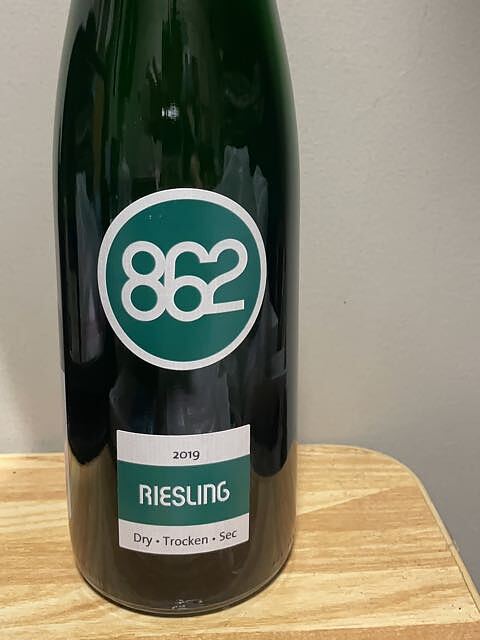 862
2019
RIESLING
Dry • Trocken • Sec